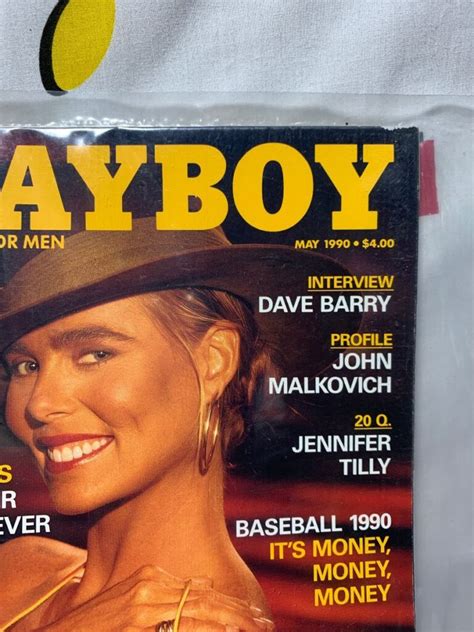 AYBOY
OR MEN
MAY 1990 • $4.00
INTERVIEW
DAVE BARRY
PROFILE
JOHN
MALKOVICH
20 Q.
JENNIFER
TILLY
S
R
EVER
BASEBALL 1990
IT'S MONEY,
MONEY,
MONEY